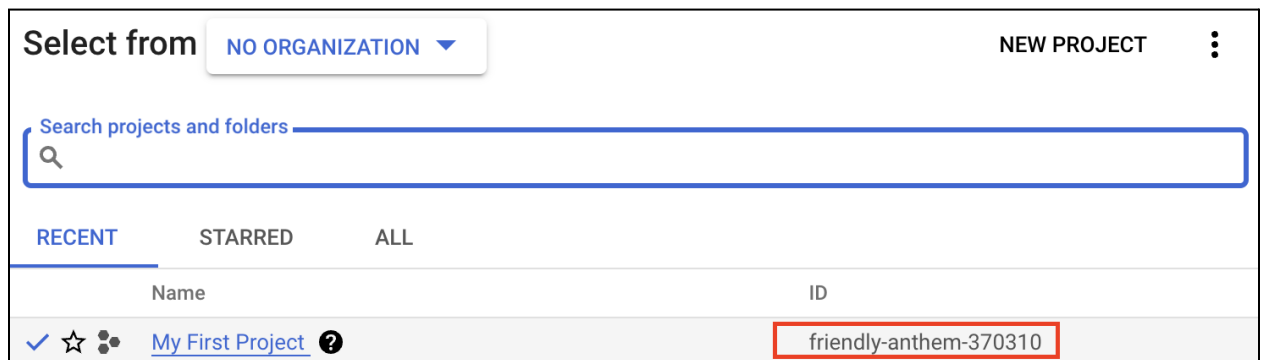 Select from NO ORGANIZATION NEW PROJECT
Search projects and folders
RECENT STARRED ALL
Name ID
My First Project ? friendly-anthem-370310